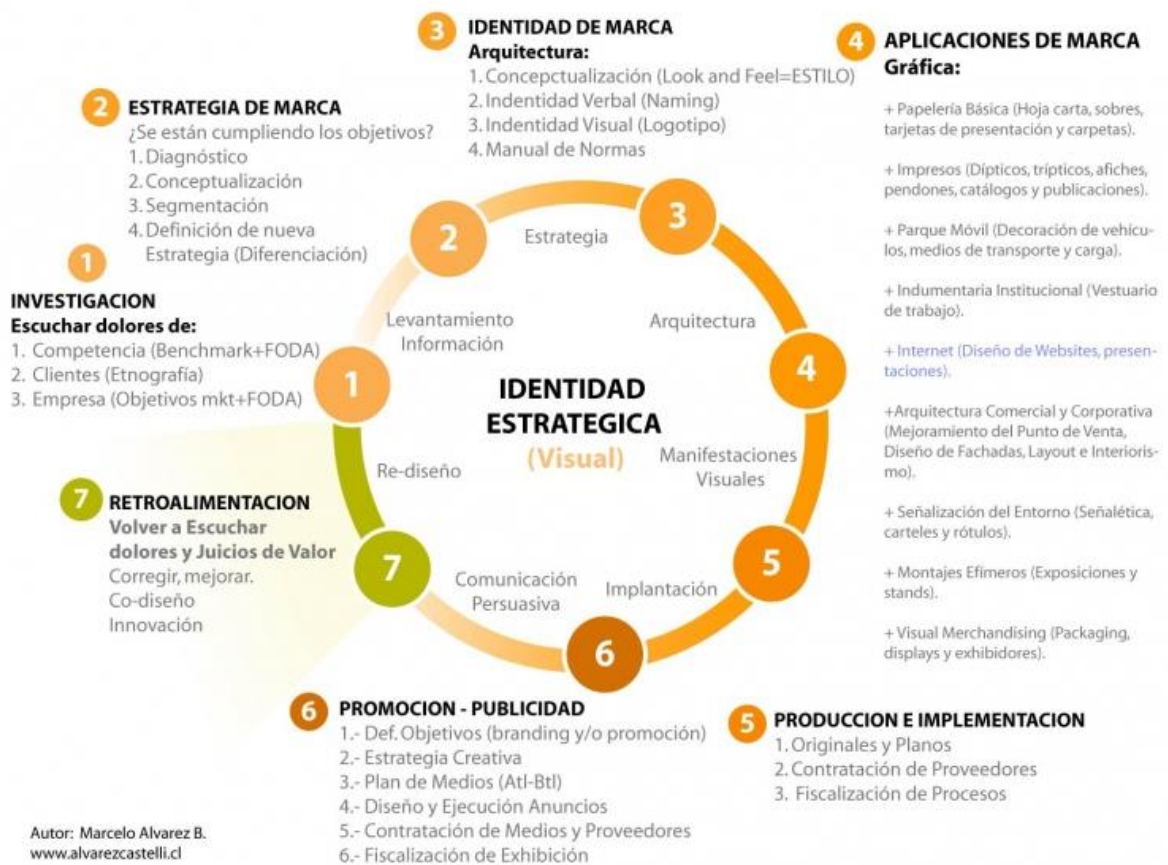 3 IDENTIDAD DE MARCA
Arquitectura:
1. Concepctualización (Look and Feel=ESTILO)
2. Indentidad Verbal (Naming)
3. Indentidad Visual (Logotipo)
4. Manual de Normas
4 APLICACIONES DE MARCA
Gráfica:
+ Papelería Básica (Hoja carta, sobres,
tarjetas de presentación y carpetas).
+ Impresos (Dípticos, trípticos, afiches,
pendones, catálogos y publicaciones).
+ Parque Móvil (Decoración de vehícu-
los, medios de transporte y carga).
+ Indumentaria Institucional (Vestuario
de trabajo).
+ Internet (Diseño de Websites, presen-
taciones).
+Arquitectura Comercial y Corporativa
(Mejoramiento del Punto de Venta,
Diseño de Fachadas, Layout e Interioris-
mo).
+ Señalización del Entorno (Señalética,
carteles y rótulos).
+ Montajes Efímeros (Exposiciones y
stands).
+ Visual Merchandising (Packaging,
displays y exhibidores).
2 ESTRATEGIA DE MARCA
¿Se están cumpliendo los objetivos?
1. Diagnóstico
2. Conceptualización
3. Segmentación
4. Definición de nueva
Estrategia (Diferenciación)
1
INVESTIGACION
Escuchar dolores de:
1. Competencia (Benchmark+FODA)
2. Clientes (Etnografía)
3. Empresa (Objetivos mkt+FODA)
2
Estrategia
3
Levantamiento
Información
Arquitectura
1
IDENTIDAD
ESTRATEGICA
(Visual)
4
Re-diseño
Manifestaciones
Visuales
7
Comunicación
Persuasiva
Implantación
5
6
7 RETROALIMENTACION
Volver a Escuchar
dolores y Juicios de Valor
Corregir, mejorar.
Co-diseño
Innovación
6 PROMOCION - PUBLICIDAD
1.- Def. Objetivos (branding y/o promoción)
2.- Estrategia Creativa
3.- Plan de Medios (Atl-Btl)
4.- Diseño y Ejecución Anuncios
5.- Contratación de Medios y Proveedores
6.- Fiscalización de Exhibición
5 PRODUCCION E IMPLEMENTACION
1. Originales y Planos
2. Contratación de Proveedores
3. Fiscalización de Procesos
Autor: Marcelo Alvarez B.
www.alvarezcastelli.cl